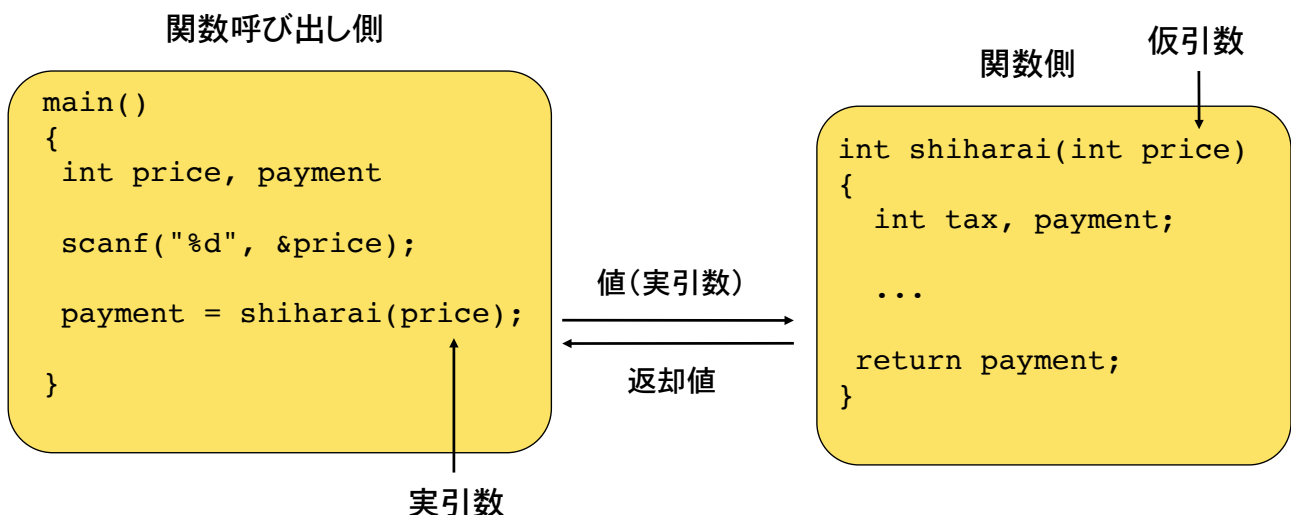 関数呼び出し側
main()
{
int price, payment
scanf("%d", &price);
payment = shiharai(price);
}
実引数
値(実引数)
返却値
関数側
仮引数
int shiharai(int price)
{
int tax, payment;
...
return payment;
}